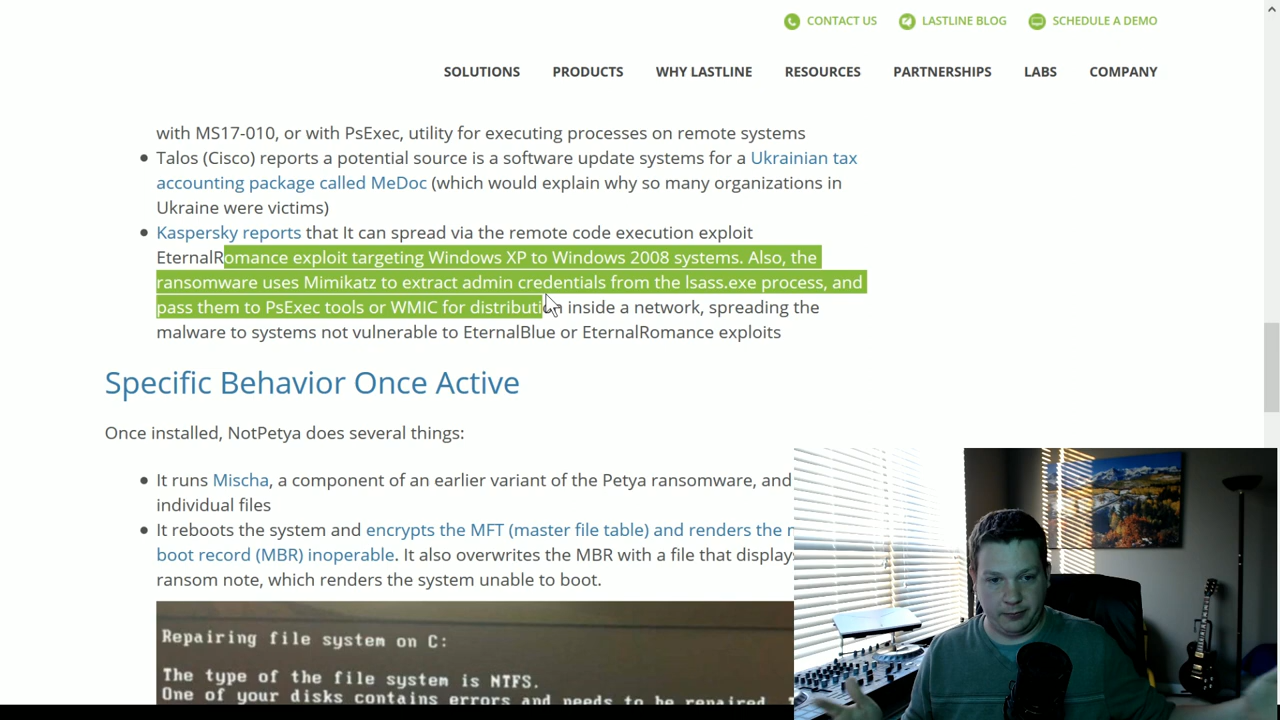 CONTACT US LASTLINE BLOG SCHEDULE A DEMO
SOLUTIONS PRODUCTS WHY LASTLINE RESOURCES PARTNERSHIPS LABS COMPANY
with MS17-010, or with PsExec, utility for executing processes on remote systems
Talos (Cisco) reports a potential source is a software update systems for a Ukrainian tax
accounting package called MeDoc (which would explain why so many organizations in
Ukraine were victims)
Kaspersky reports that It can spread via the remote code execution exploit
EternalRomance exploit targeting Windows XP to Windows 2008 systems. Also, the
ransomware uses Mimikatz to extract admin credentials from the lsass.exe process, and
pass them to PsExec tools or WMIC for distribution inside a network, spreading the
malware to systems not vulnerable to EternalBlue or EternalRomance exploits
Specific Behavior Once Active
Once installed, NotPetya does several things:
It runs Mischa, a component of an earlier variant of the Petya ransomware, and
individual files
It reboots the system and encrypts the MFT (master file table) and renders the
boot record (MBR) inoperable. It also overwrites the MBR with a file that display
ransom note, which renders the system unable to boot.
Repairing file system on C:
The type of the file system is NTFS.
One of your disks contains errors and needs to be repaired.